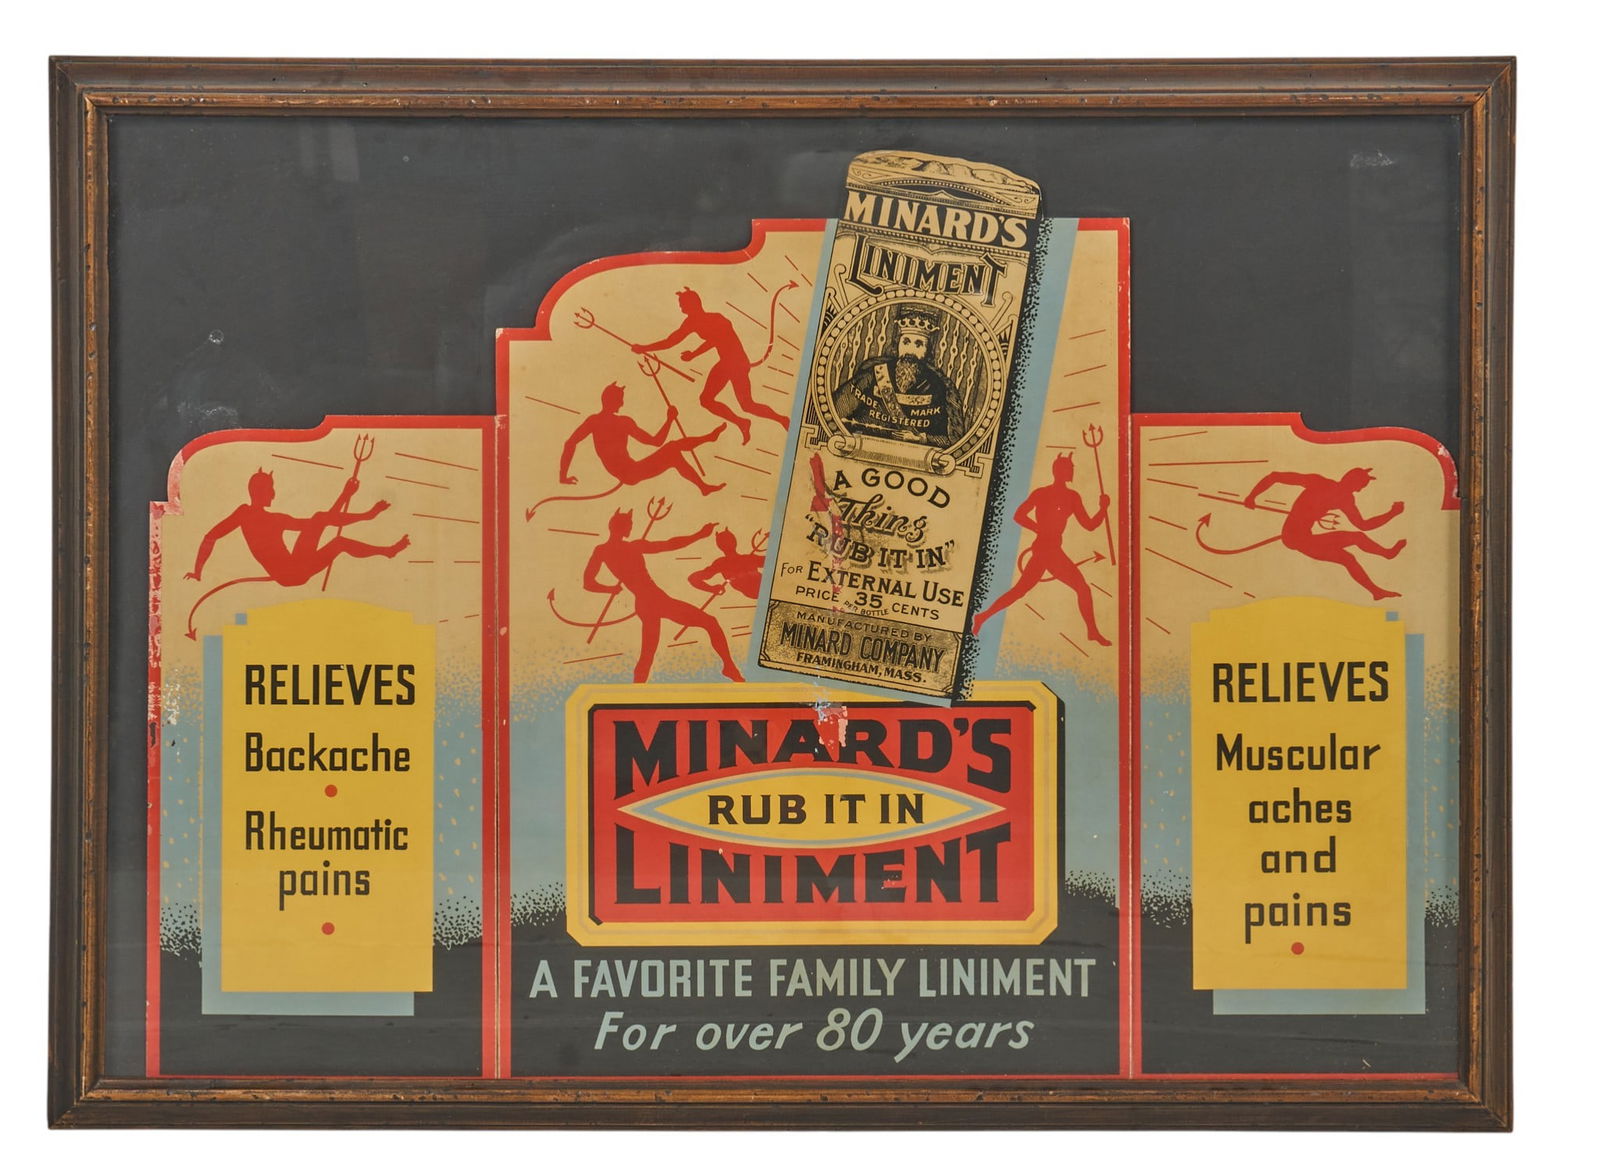 MINARD'S
LINIMENT
TRADE MARK
REGISTERED
A GOOD
Thing
"RUB IT IN"
FOR EXTERNAL USE
PRICE 35 CENTS
PER BOTTLE
MANUFACTURED BY
MINARD COMPANY
FRAMINGHAM, MASS.
RELIEVES
Backache
Rheumatic
pains
MINARD'S
RUB IT IN
LINIMENT
A FAVORITE FAMILY LINIMENT
For over 80 years
RELIEVES
Muscular
aches
and
pains